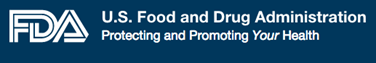 FDA
U.S. Food and Drug Administration
Protecting and Promoting Your Health